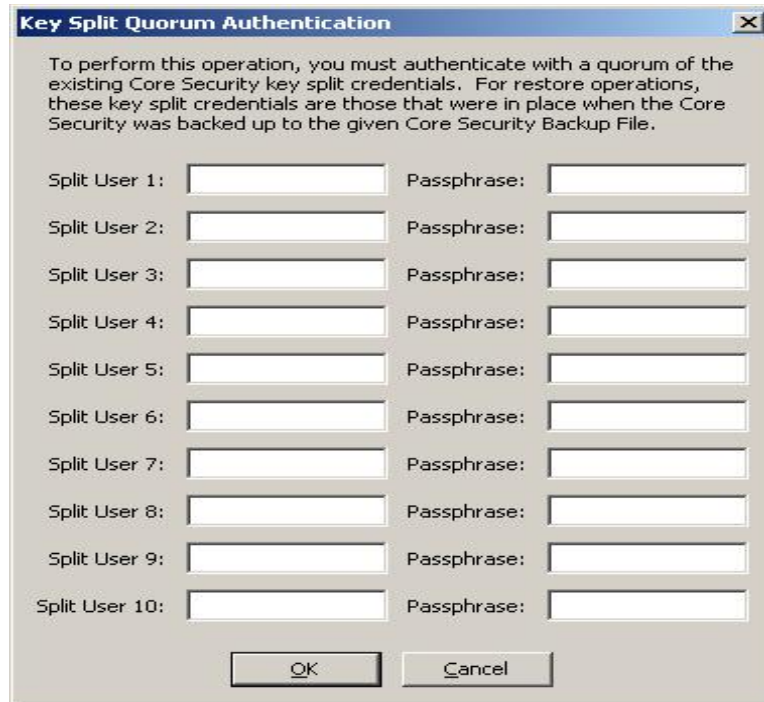 Key Split Quorum Authentication
To perform this operation, you must authenticate with a quorum of the
existing Core Security key split credentials. For restore operations,
these key split credentials are those that were in place when the Core
Security was backed up to the given Core Security Backup File.
Split User 1: Passphrase:
Split User 2: Passphrase:
Split User 3: Passphrase:
Split User 4: Passphrase:
Split User 5: Passphrase:
Split User 6: Passphrase:
Split User 7: Passphrase:
Split User 8: Passphrase:
Split User 9: Passphrase:
Split User 10: Passphrase:
OK Cancel